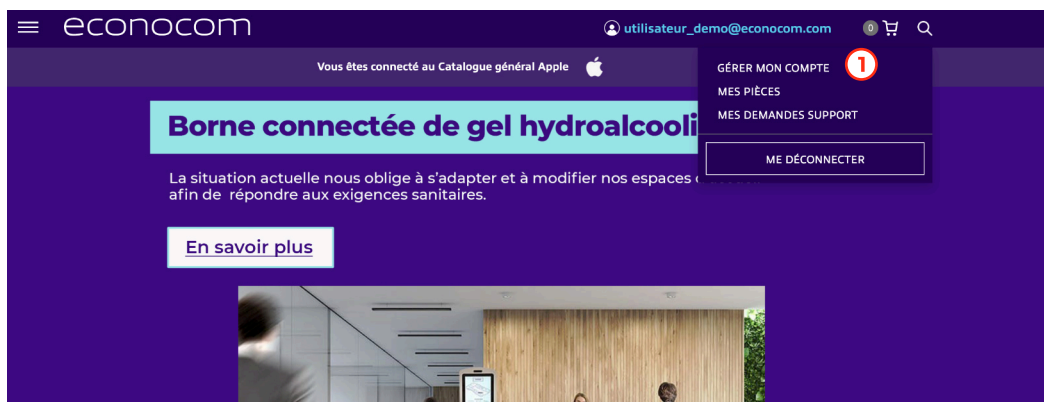 econocom
utilisateur_demo@econocom.com
0
Vous êtes connecté au Catalogue général Apple
GÉRER MON COMPTE
1
MES PIÈCES
MES DEMANDES SUPPORT
ME DÉCONNECTER
Borne connectée de gel hydroalcooli
La situation actuelle nous oblige à s’adapter et à modifier nos espaces
afin de répondre aux exigences sanitaires.
En savoir plus